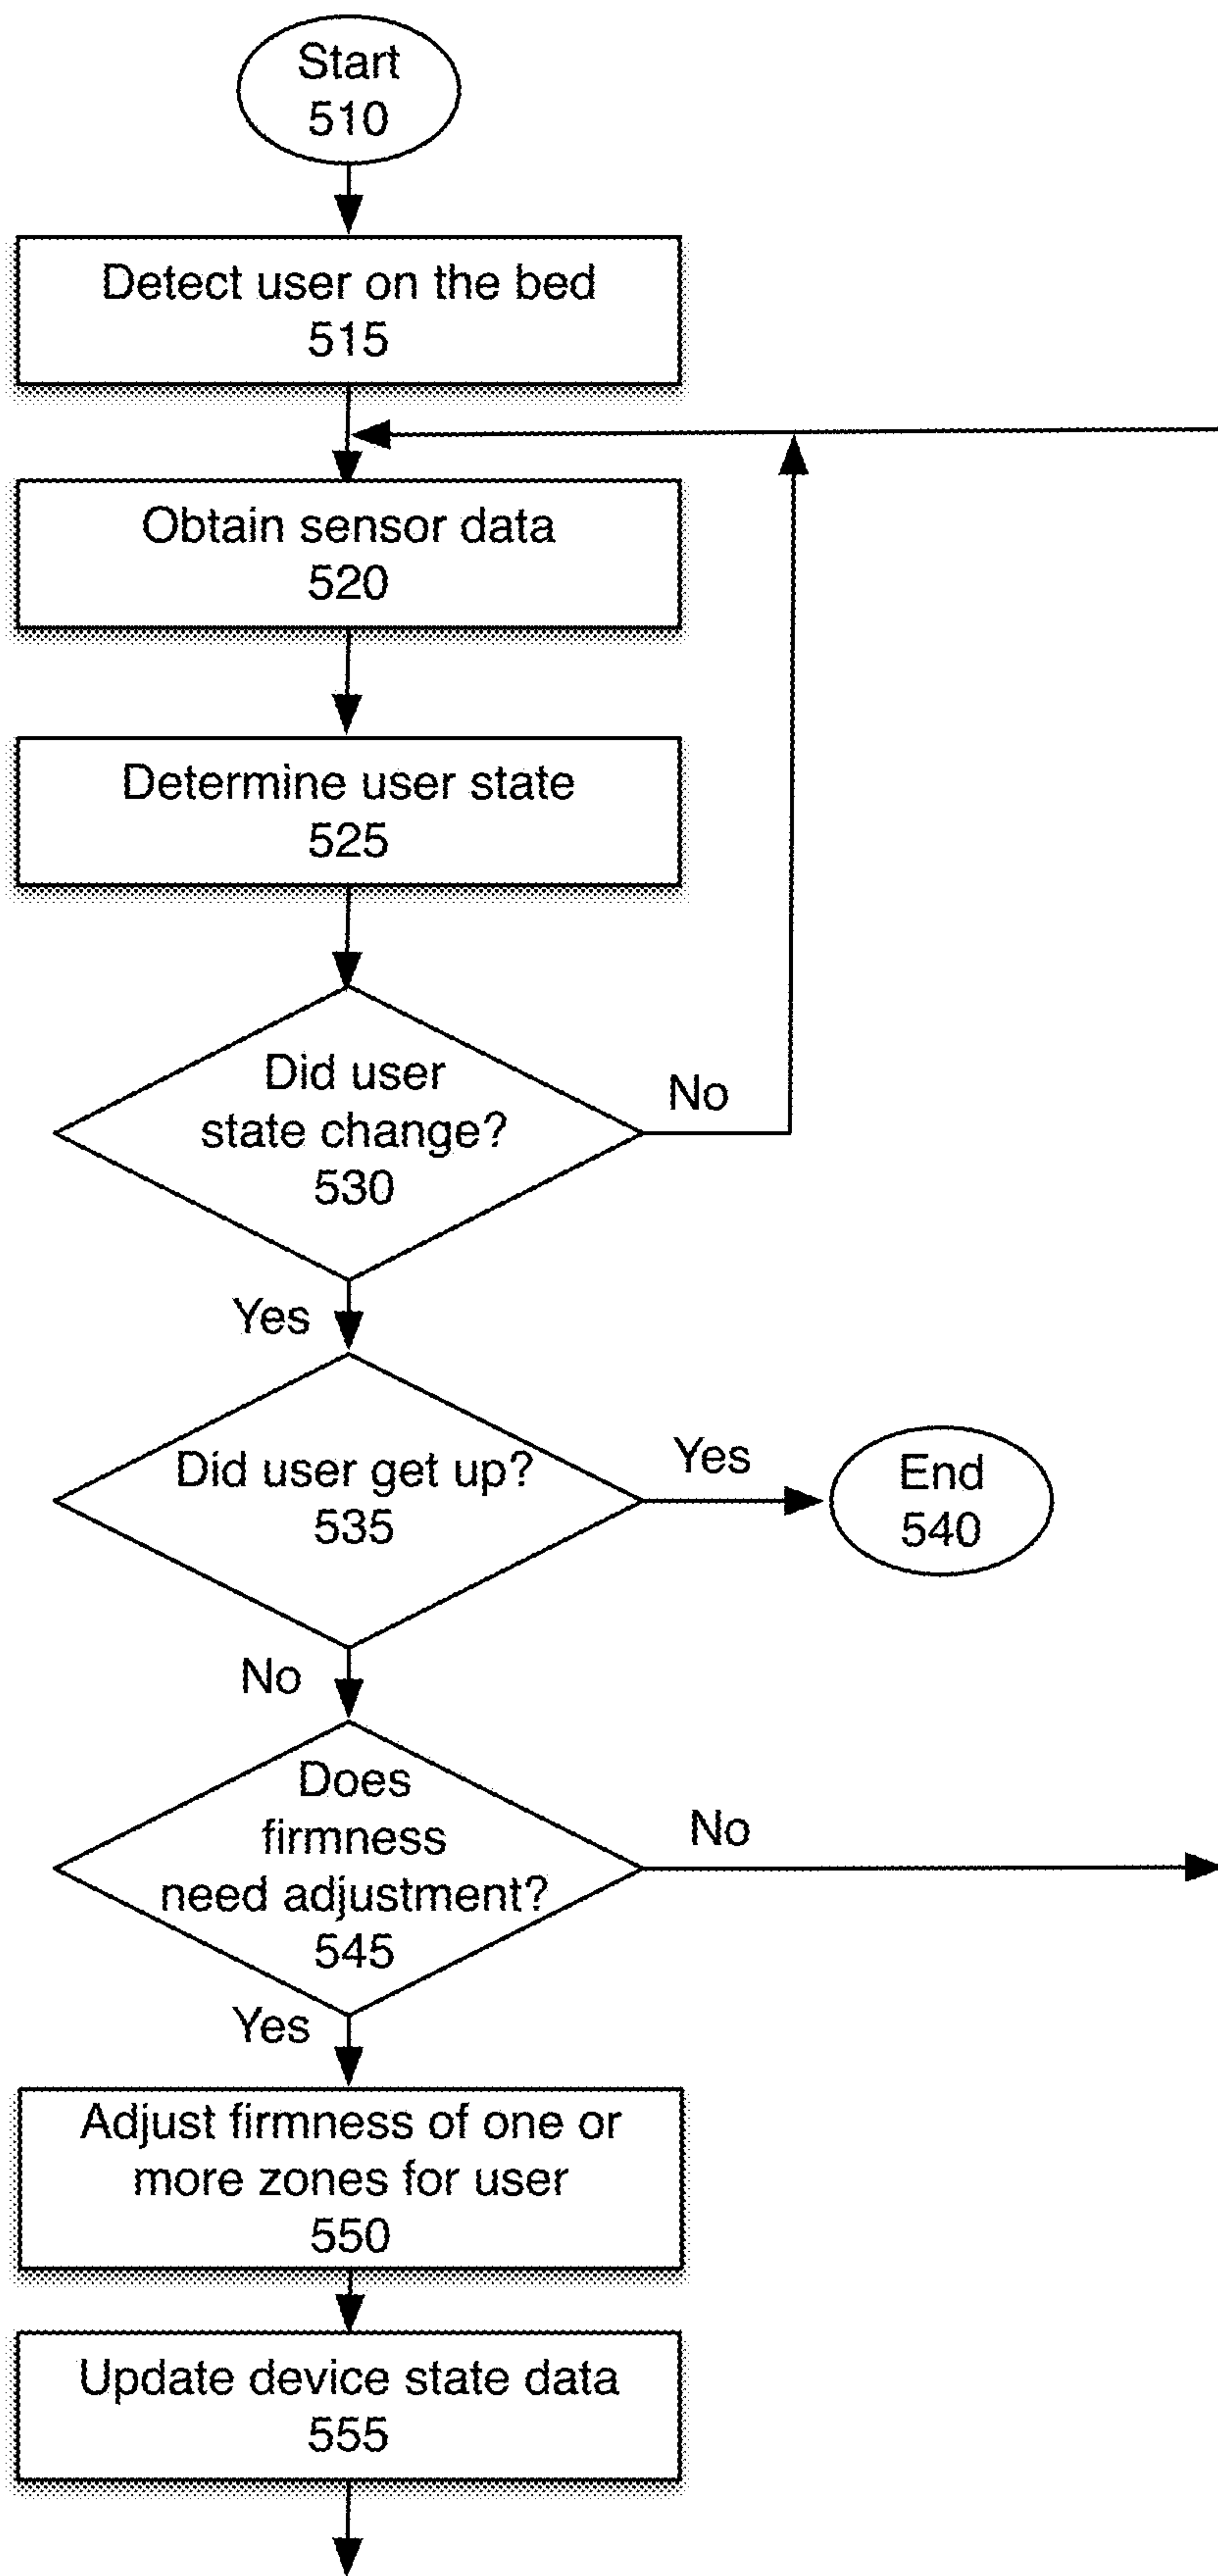 Start
510
Detect user on the bed
515
Obtain sensor data
520
Determine user state
525
Did user
state change?
530
No
Yes
Did user get up?
535
Yes
End
540
No
Does
firmness
need adjustment?
545
No
Yes
Adjust firmness of one or
more zones for user
550
Update device state data
555